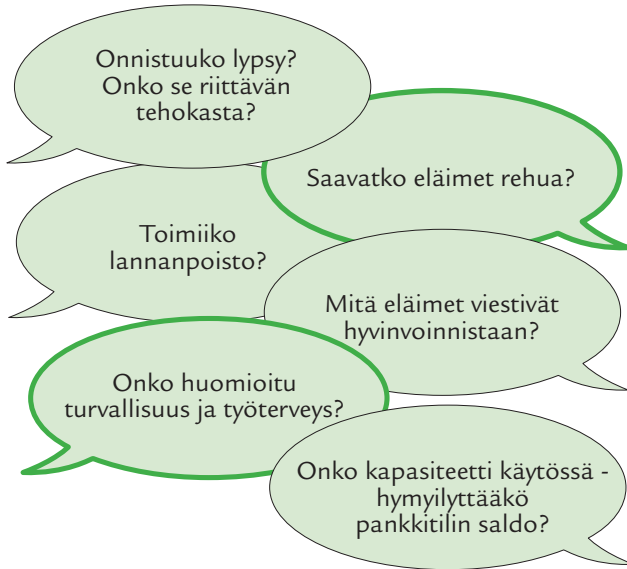 Onnistuuko lypsy?
Onko se riittävän
tehokasta?
Saavatko eläimet rehua?
Toimiiko
lannanpoisto?
Mitä eläimet viestivät
hyvinvoinnistaan?
Onko huomioitu
turvallisuus ja työterveys?
Onko kapasiteetti käytössä -
hymyilyttääkö
pankkitilin saldo?